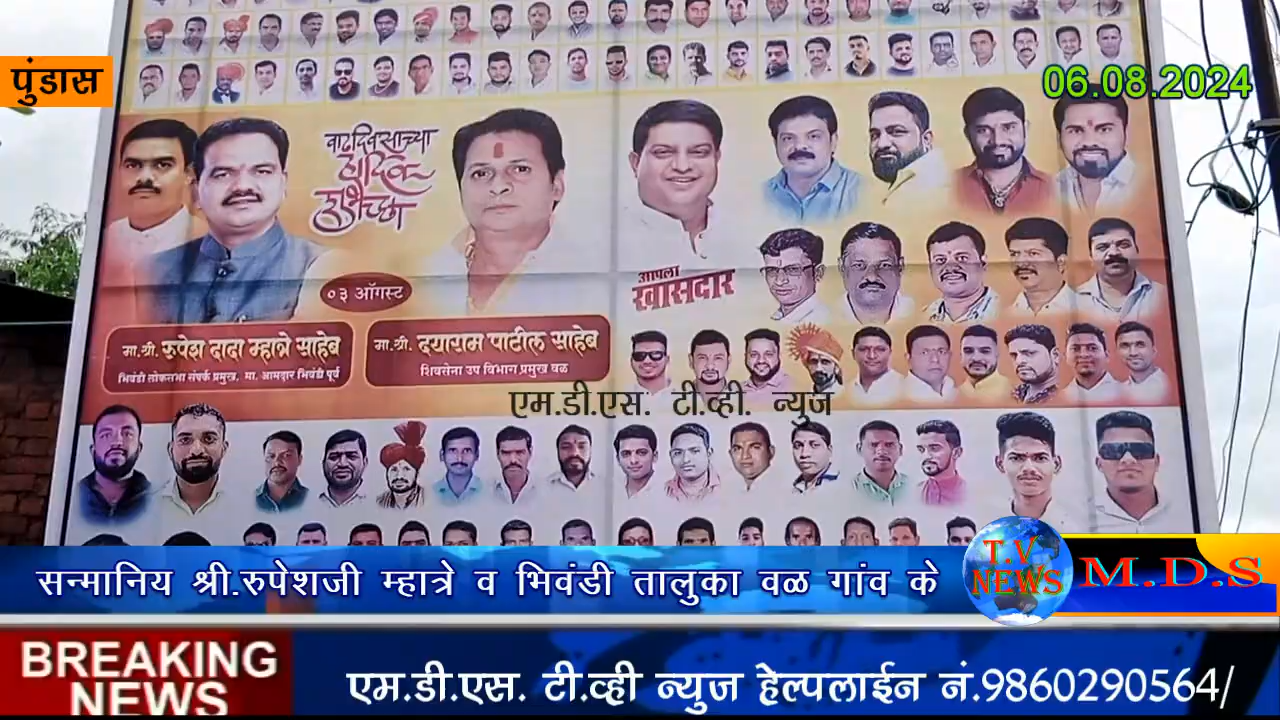 पुंडास
06.08.2024
वाढदिवसाच्या
हार्दिक
शुभेच्छा
०३ ऑगस्ट
आपला
खासदार
मा.श्री. रुपेश दादा म्हात्रे साहेब
भिवंडी लोकसभा संपर्क प्रमुख, मा. आमदार भिवंडी पूर्व
मा.श्री. दयाराम पाटील साहेब
शिवसेना उप विभाग प्रमुख वळ
एम.डी.एस. टी.व्ही. न्युज
सन्मानिय श्री.रुपेशजी म्हात्रे व भिवंडी तालुका वळ गांव के
T.V
NEWS
M.D.S
BREAKING
NEWS
एम.डी.एस. टी.व्ही न्युज हेल्पलाईन नं.9860290564/